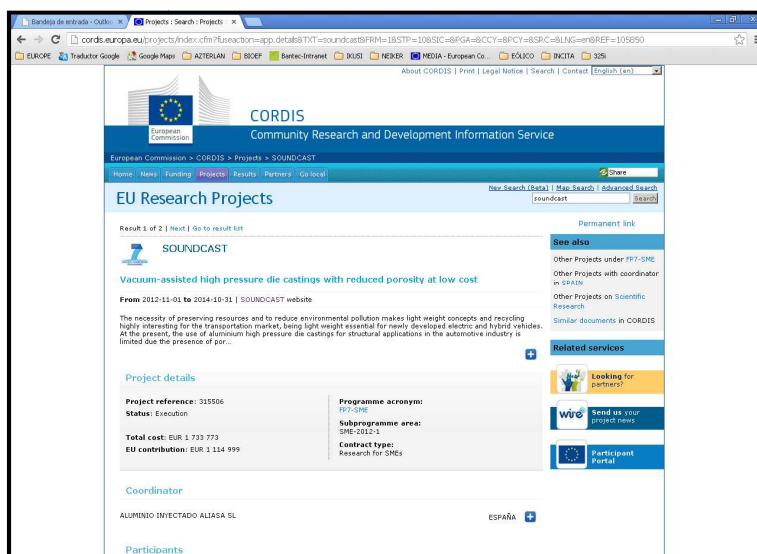 Bandeja de entrada - Outloo
Projects : Search : Projects :
cordis.europa.eu/projects/index.cfm?fuseaction=app.details&TXT=soundcast&FRM=1&STP=10&SIC=&PGA=&CCY=&PCY=&SRC=&LNG=en&REF=105850
EUROPE Traductor Google Google Maps AZTERLAN BIOEF Bantec-Intranet IKUSI NEIKER MEDIA - European Co... EÓLICO INCITA 325i
About CORDIS | Print | Legal Notice | Search | Contact English (en)
European
Commission
CORDIS
Community Research and Development Information Service
European Commission > CORDIS > Projects > SOUNDCAST
Home News Funding Projects Results Partners Go local Share
EU Research Projects
New Search (Beta) | Map Search | Advanced Search
soundcast Search
Result 1 of 2 | Next | Go to result list
Permanent link
SOUNDCAST
Vacuum-assisted high pressure die castings with reduced porosity at low cost
From 2012-11-01 to 2014-10-31 | SOUNDCAST website
The necessity of preserving resources and to reduce environmental pollution makes light weight concepts and recycling
highly interesting for the transportation market, being light weight essential for newly developed electric and hybrid vehicles.
At the present, the use of aluminium high pressure die castings for structural applications in the automotive industry is
limited due the presence of por...
See also
Other Projects under FP7-SME
Other Projects with coordinator
in SPAIN
Other Projects on Scientific
Research
Similar documents in CORDIS
Related services
Looking for
partners?
wire
Send us your
project news
Participant
Portal
Project details
Project reference: 315506
Status: Execution
Total cost: EUR 1 733 773
EU contribution: EUR 1 114 999
Programme acronym:
FP7-SME
Subprogramme area:
SME-2012-1
Contract type:
Research for SMEs
Coordinator
ALUMINIO INYECTADO ALIASA SL
ESPAÑA
Participants